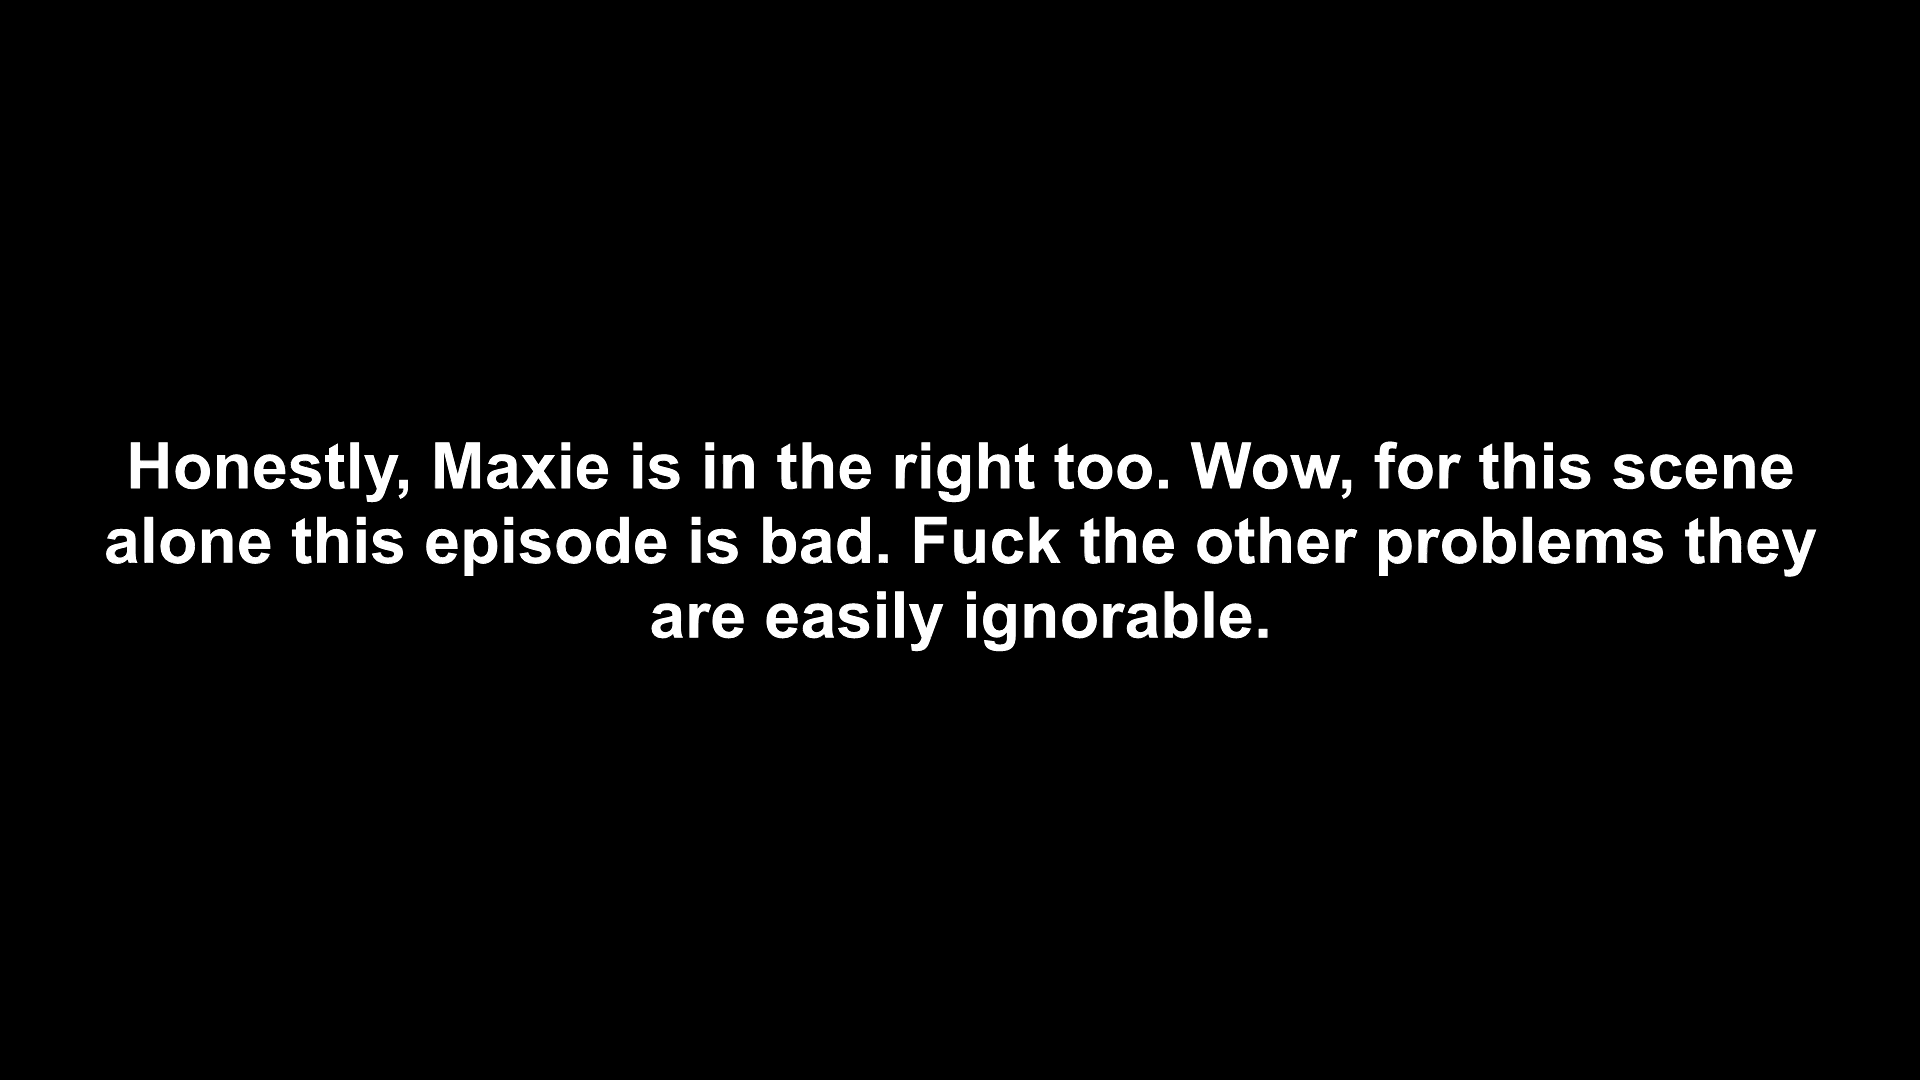 Honestly, Maxie is in the right too. Wow, for this scene
alone this episode is bad. Fuck the other problems they
are easily ignorable.